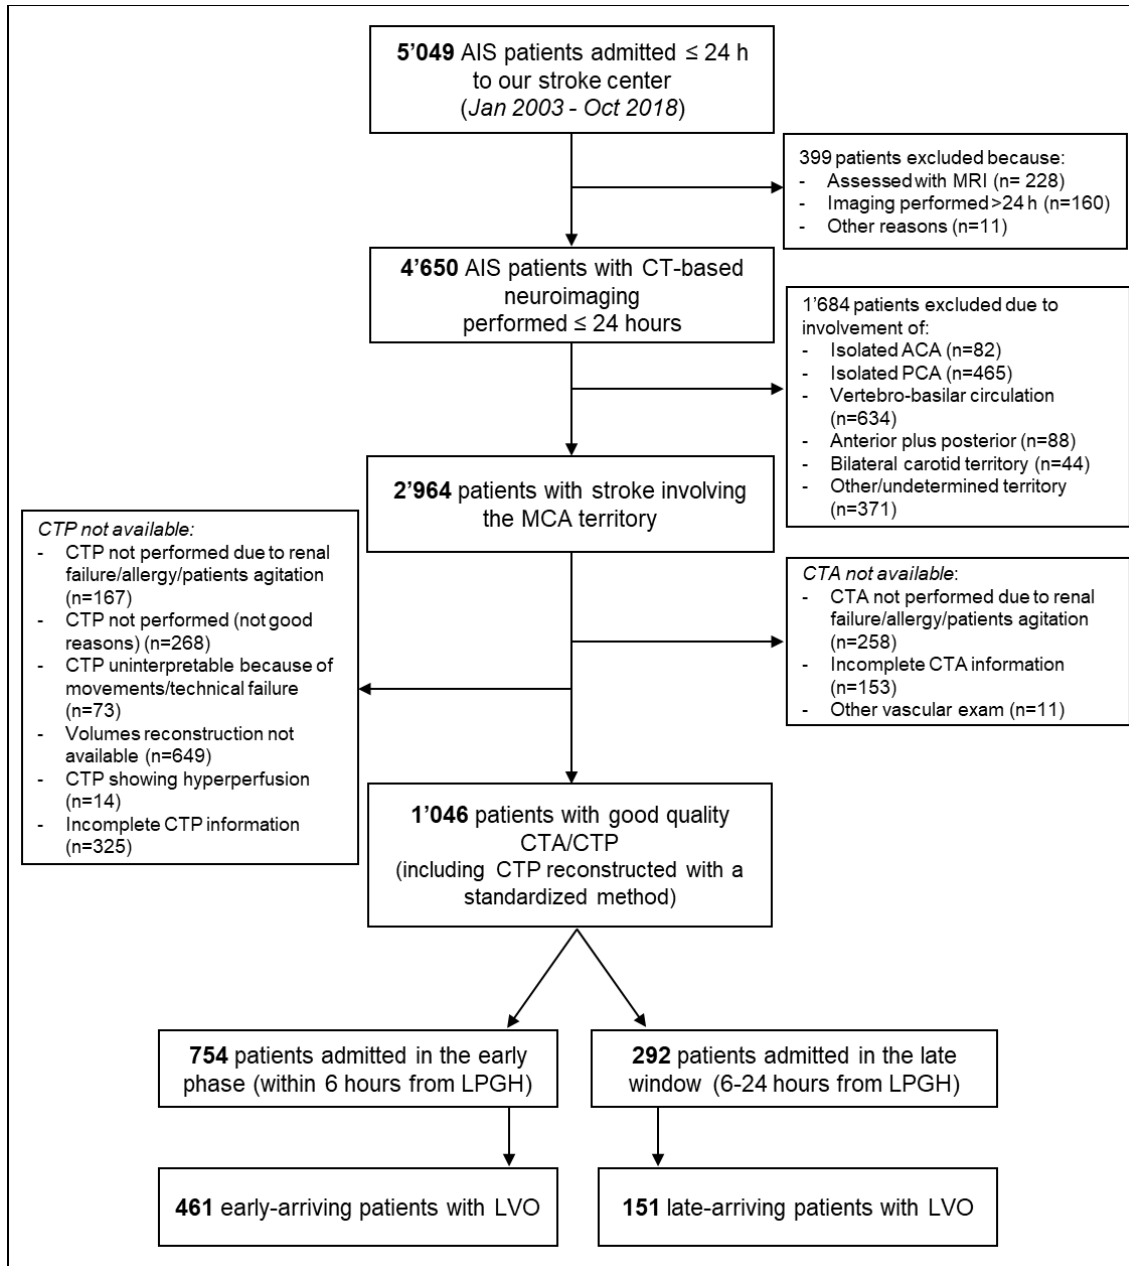 5’049 AIS patients admitted ≤ 24 h
to our stroke center
(Jan 2003 - Oct 2018)
399 patients excluded because:
- Assessed with MRI (n= 228)
- Imaging performed >24 h (n=160)
- Other reasons (n=11)
4’650 AIS patients with CT-based
neuroimaging
performed ≤ 24 hours
1’684 patients excluded due to
involvement of:
- Isolated ACA (n=82)
- Isolated PCA (n=465)
- Vertebro-basilar circulation
(n=634)
- Anterior plus posterior (n=88)
- Bilateral carotid territory (n=44)
- Other/undetermined territory
(n=371)
2’964 patients with stroke involving
the MCA territory
CTP not available:
- CTP not performed due to renal
failure/allergy/patients agitation
(n=167)
- CTP not performed (not good
reasons) (n=268)
- CTP uninterpretable because of
movements/technical failure
(n=73)
- Volumes reconstruction not
available (n=649)
- CTP showing hyperperfusion
(n=14)
- Incomplete CTP information
(n=325)
CTA not available:
- CTA not performed due to renal
failure/allergy/patients agitation
(n=258)
- Incomplete CTA information
(n=153)
- Other vascular exam (n=11)
1’046 patients with good quality
CTA/CTP
(including CTP reconstructed with a
standardized method)
754 patients admitted in the early
phase (within 6 hours from LPGH)
292 patients admitted in the late
window (6-24 hours from LPGH)
461 early-arriving patients with LVO
151 late-arriving patients with LVO